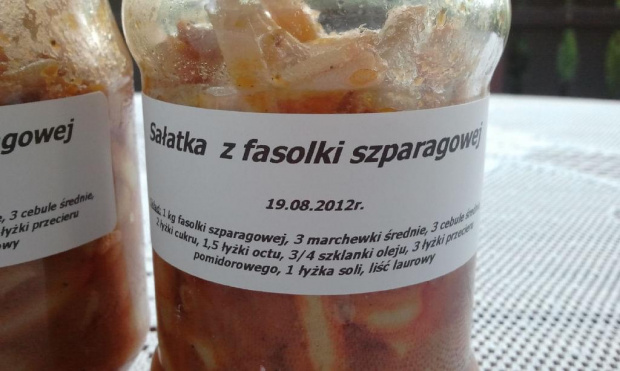 agowej
3 cebule średnie,
łyżki przecieru
owy
Sałatka z fasolki szparagowej
19.08.2012r.
1 kg fasolki szparagowej, 3 marchewki średnie, 3 cebule średnie,
2 łyżki cukru, 1,5 łyżki octu, 3/4 szklanki oleju, 3 łyżki przecieru
pomidorowego, 1 łyżka soli, liść laurowy